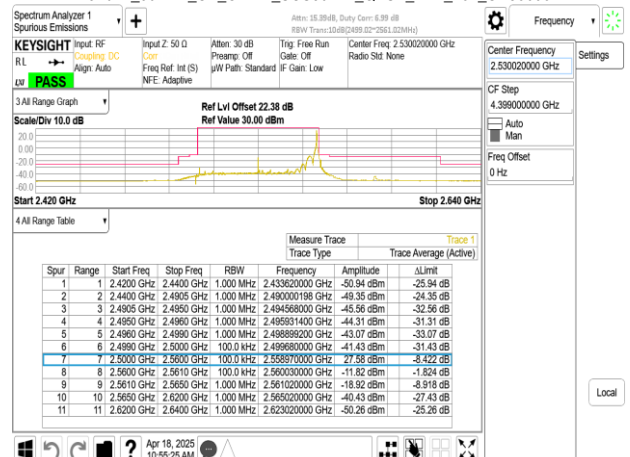 Spectrum Analyzer 1
Spurious Emissions
Attn: 15.39dB, Duty Corr: 6.99 dB
RBW Trans:10dB(2499.02~2561.02MHz)
Frequency
KEYSIGHT Input: RF Input Z: 50 Ω Atten: 30 dB Trig: Free Run Center Freq: 2.530020000 GHz
RL Coupling: DC Corr Preamp: Off Gate: Off Radio Std: None
Align: Auto Freq Ref: Int (S) µW Path: Standard IF Gain: Low
LXI PASS NFE: Adaptive
Center Frequency
2.530020000 GHz
Settings
CF Step
4.399000000 GHz
Auto
Man
Freq Offset
0 Hz
Local
3 All Range Graph
Scale/Div 10.0 dB
Ref Lvl Offset 22.38 dB
Ref Value 30.00 dBm
20.0
0.00
-20.0
-40.0
-60.0
Start 2.420 GHz Stop 2.640 GHz
4 All Range Table
Measure Trace Trace 1
Trace Type Trace Average (Active)
Spur Range Start Freq Stop Freq RBW Frequency Amplitude ΔLimit
1 1 2.4200 GHz 2.4400 GHz 1.000 MHz 2.433620000 GHz -50.94 dBm -25.94 dB
2 2 2.4400 GHz 2.4905 GHz 1.000 MHz 2.490000198 GHz -49.35 dBm -24.35 dB
3 3 2.4905 GHz 2.4950 GHz 1.000 MHz 2.494568000 GHz -45.56 dBm -32.56 dB
4 4 2.4950 GHz 2.4960 GHz 1.000 MHz 2.495931400 GHz -44.31 dBm -31.31 dB
5 5 2.4960 GHz 2.4990 GHz 1.000 MHz 2.498899200 GHz -43.07 dBm -33.07 dB
6 6 2.4990 GHz 2.5000 GHz 100.0 kHz 2.499680000 GHz -41.43 dBm -31.43 dB
7 7 2.5000 GHz 2.5600 GHz 100.0 kHz 2.558970000 GHz 27.58 dBm -8.422 dB
8 8 2.5600 GHz 2.5610 GHz 100.0 kHz 2.560030000 GHz -11.82 dBm -1.824 dB
9 9 2.5610 GHz 2.5650 GHz 1.000 MHz 2.561020000 GHz -18.92 dBm -8.918 dB
10 10 2.5650 GHz 2.6200 GHz 1.000 MHz 2.565020000 GHz -40.43 dBm -27.43 dB
11 11 2.6200 GHz 2.6400 GHz 1.000 MHz 2.623020000 GHz -50.26 dBm -25.26 dB
Apr 18, 2025
10:55:25 AM